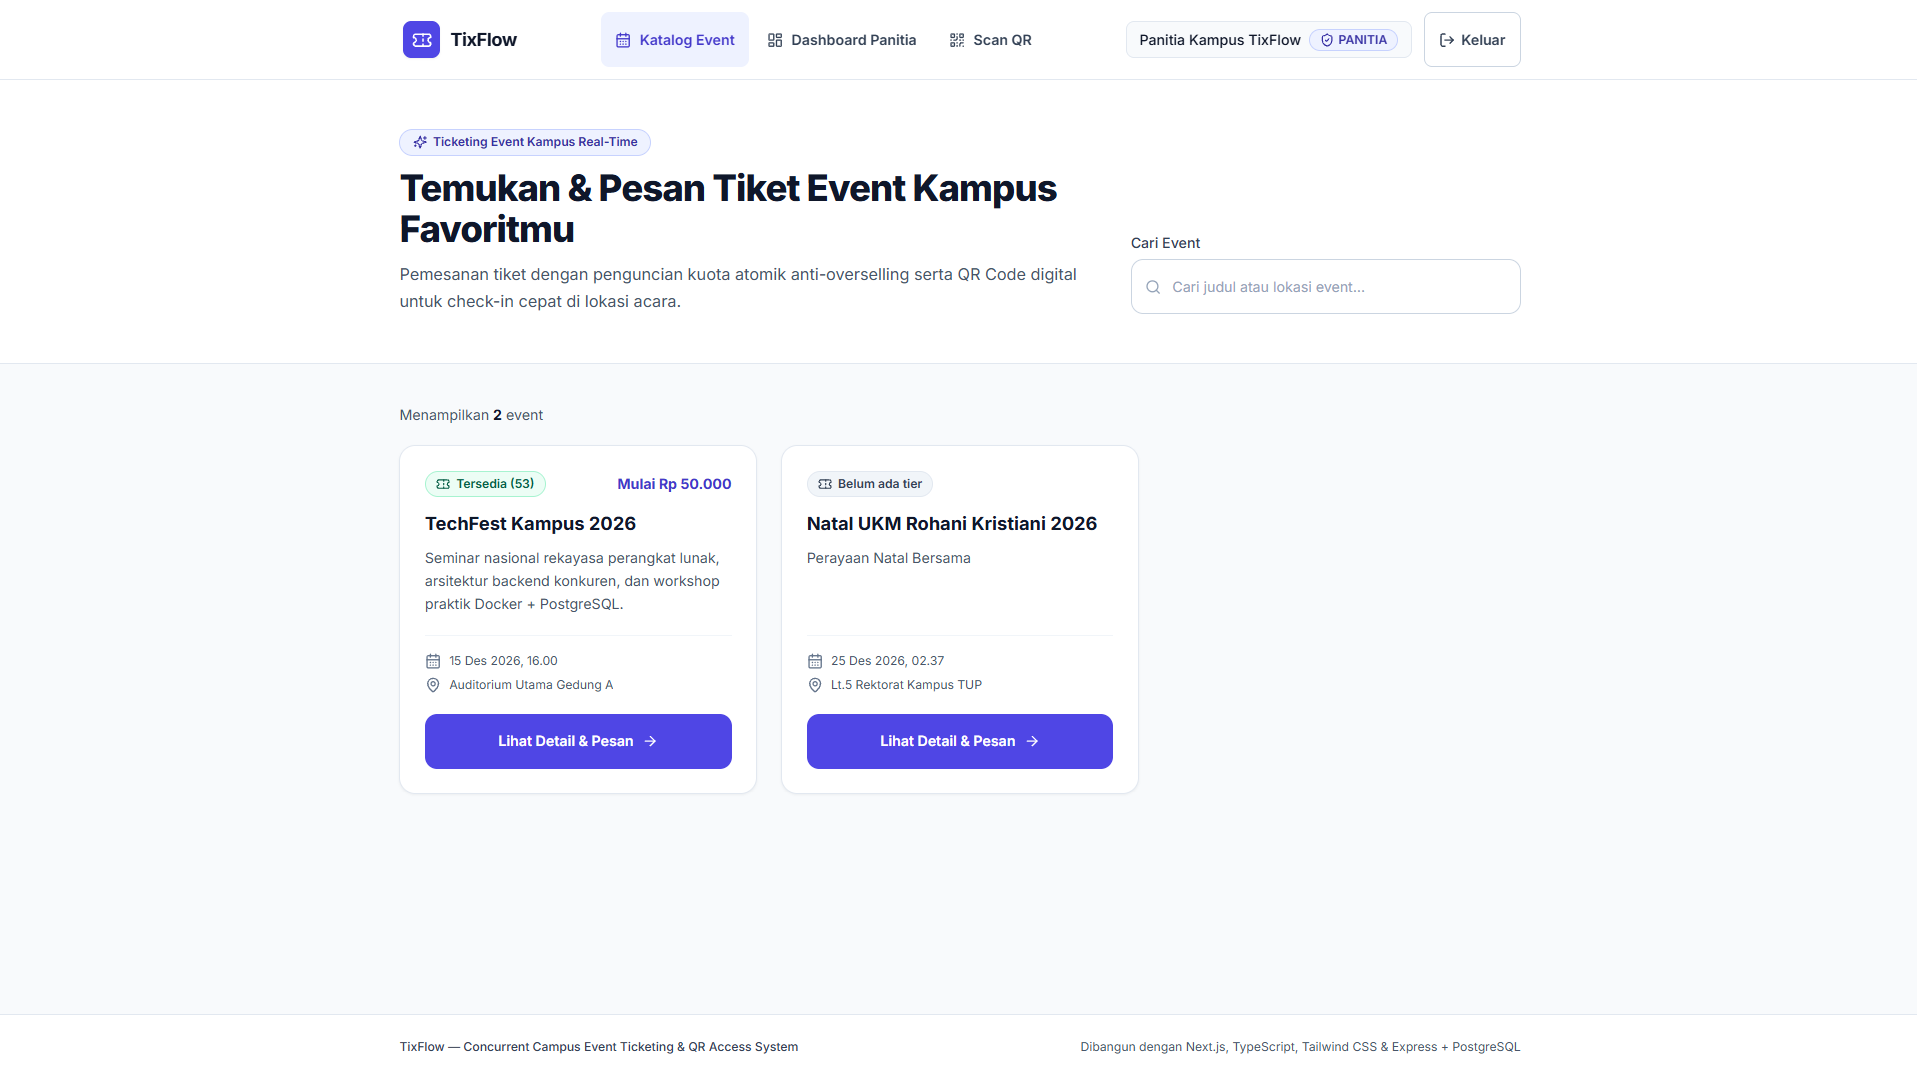 TixFlow
Katalog Event
Dashboard Panitia
Scan QR
Panitia Kampus TixFlow
PANITIA
Keluar
Ticketing Event Kampus Real-Time
Temukan & Pesan Tiket Event Kampus
Favoritmu
Pemesanan tiket dengan penguncian kuota atomik anti-overselling serta QR Code digital
untuk check-in cepat di lokasi acara.
Cari Event
Cari judul atau lokasi event...
Menampilkan 2 event
Tersedia (53)
Mulai Rp 50.000
TechFest Kampus 2026
Seminar nasional rekayasa perangkat lunak,
arsitektur backend konkuren, dan workshop
praktik Docker + PostgreSQL.
15 Des 2026, 16.00
Auditorium Utama Gedung A
Lihat Detail & Pesan
Belum ada tier
Natal UKM Rohani Kristiani 2026
Perayaan Natal Bersama
25 Des 2026, 02.37
Lt.5 Rektorat Kampus TUP
Lihat Detail & Pesan
TixFlow — Concurrent Campus Event Ticketing & QR Access System
Dibangun dengan Next.js, TypeScript, Tailwind CSS & Express + PostgreSQL